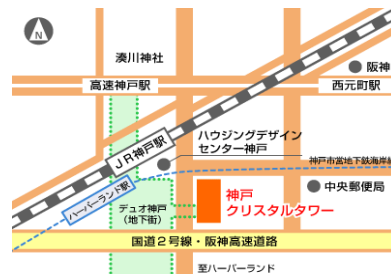 N
湊川神社
阪神
高速神戸駅
西元町駅
JR神戸駅
ハウジングデザイン
センター神戸
神戸市営地下鉄海岸線
ハーバーランド駅
中央郵便局
デュオ神戸
(地下街)
神戸
クリスタルタワー
国道2号線・阪神高速道路
至ハーバーランド